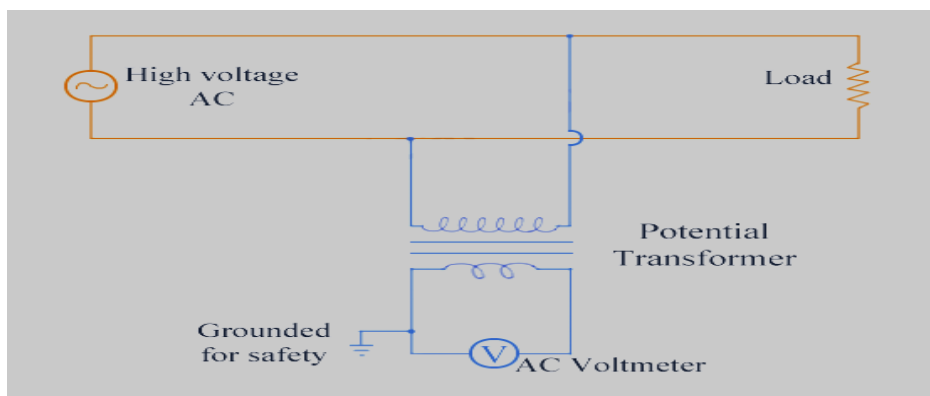 High voltage
AC
Load
Potential
Transformer
Grounded
for safety
V
AC Voltmeter